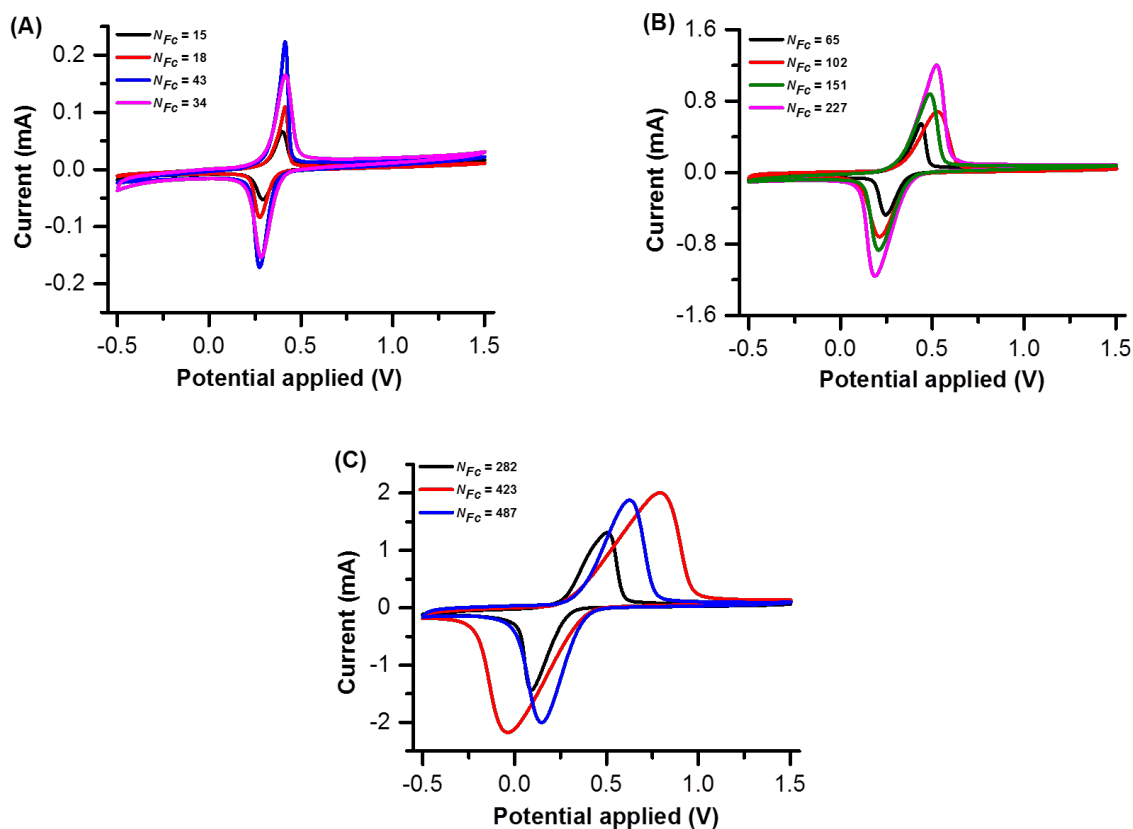 (A)
N_Fc = 15
N_Fc = 18
N_Fc = 43
N_Fc = 34
0.2
0.1
0.0
-0.1
-0.2
Current (mA)
-0.5 0.0 0.5 1.0 1.5
Potential applied (V)
(B)
N_Fc = 65
N_Fc = 102
N_Fc = 151
N_Fc = 227
1.6
0.8
0.0
-0.8
-1.6
Current (mA)
-0.5 0.0 0.5 1.0 1.5
Potential applied (V)
(C)
N_Fc = 282
N_Fc = 423
N_Fc = 487
2
1
0
-1
-2
Current (mA)
-0.5 0.0 0.5 1.0 1.5
Potential applied (V)